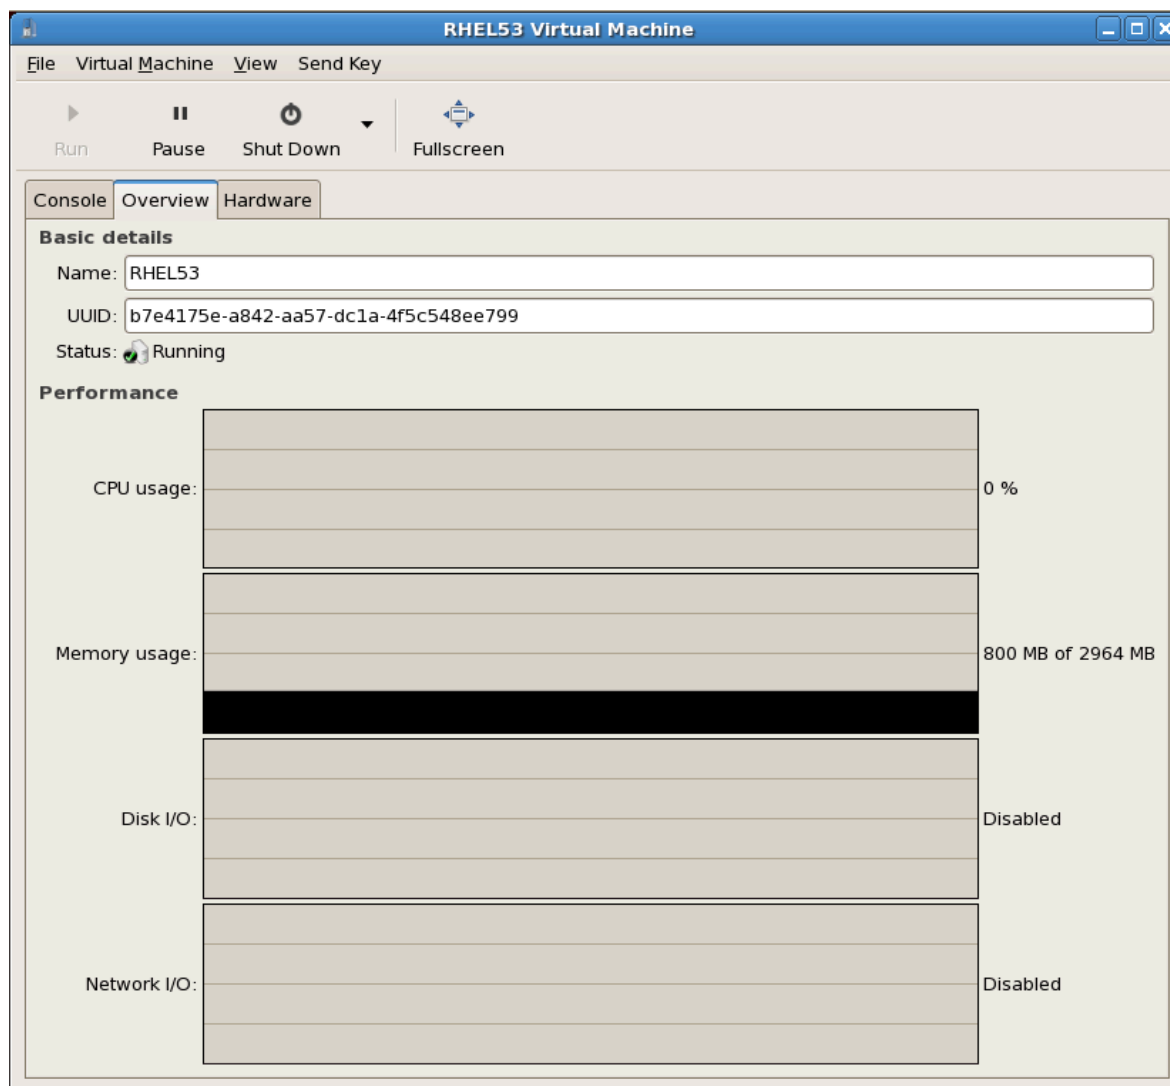 RHEL53 Virtual Machine
File Virtual Machine View Send Key
Run Pause Shut Down Fullscreen
Console Overview Hardware
Basic details
Name: RHEL53
UUID: b7e4175e-a842-aa57-dc1a-4f5c548ee799
Status: Running
Performance
CPU usage: 0 %
Memory usage: 800 MB of 2964 MB
Disk I/O: Disabled
Network I/O: Disabled